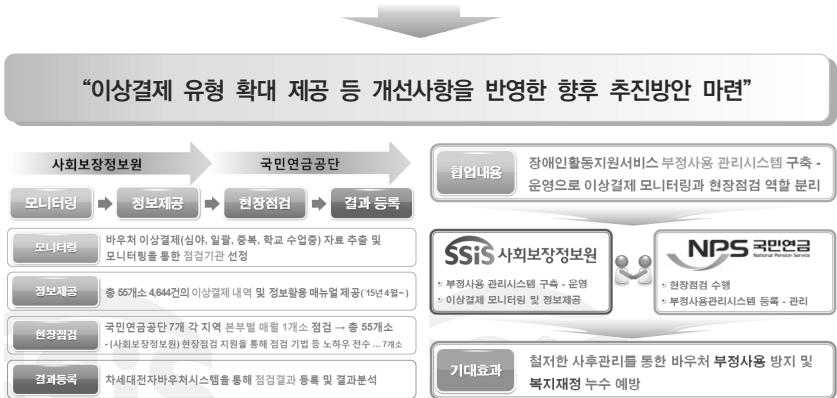 “이상결제 유형 확대 제공 등 개선사항을 반영한 향후 추진방안 마련”
사회보장정보원
국민연금공단
모니터링
정보제공
현장점검
결과 등록
모니터링
바우처 이상결제(심야, 일괄, 중복, 학교 수업중) 자료 추출 및
모니터링을 통한 점검기관 선정
정보제공
총 55개소 4,644건의 이상결제 내역 및 정보활용 매뉴얼 제공('15년 4월~)
현장점검
국민연금공단 7개 각 지역 본부별 매월 1개소 점검 → 총 55개소
- (사회보장정보원) 현장점검 지원을 통해 점검 기법 등 노하우 전수 ... 7개소
결과등록
차세대전자바우처시스템을 통해 점검결과 등록 및 결과분석
협업내용
장애인활동지원서비스 부정사용 관리시스템 구축 -
운영으로 이상결제 모니터링과 현장점검 역할 분리
SSiS 사회보장정보원
부정사용 관리시스템 구축 - 운영
이상결제 모니터링 및 정보제공
NPS 국민연금
National Pension Service
현장점검 수행
부정사용관리시스템 등록 - 관리
기대효과
철저한 사후관리를 통한 바우처 부정사용 방지 및
복지재정 누수 예방